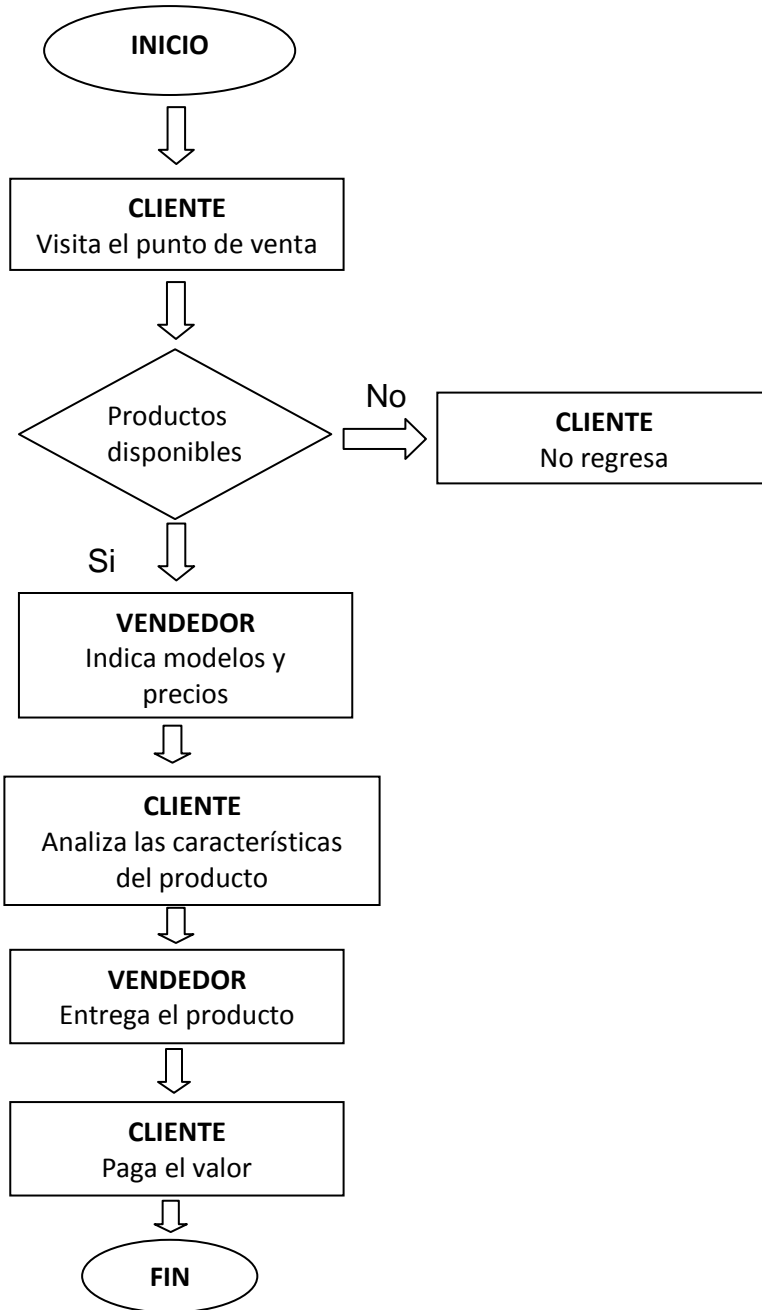 INICIO
CLIENTE
Visita el punto de venta
Productos
disponibles
No
CLIENTE
No regresa
Si
VENDEDOR
Indica modelos y
precios
CLIENTE
Analiza las características
del producto
VENDEDOR
Entrega el producto
CLIENTE
Paga el valor
FIN